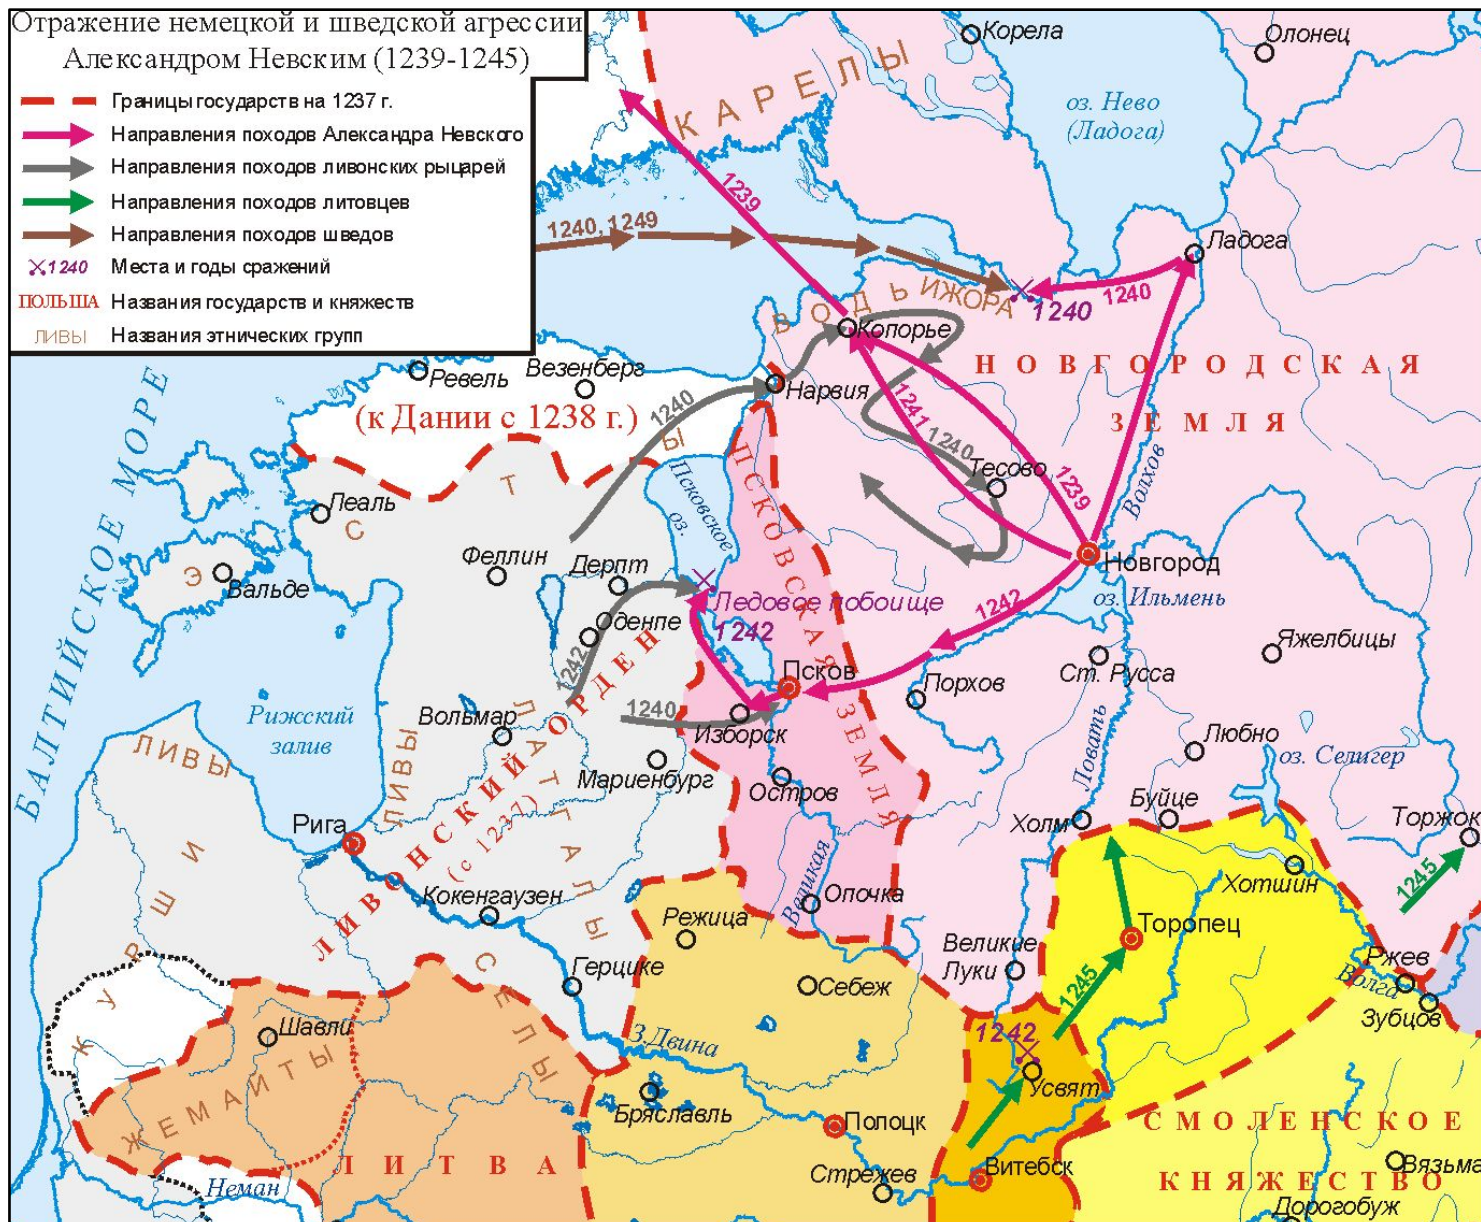 Отражение немецкой и шведской агрессии
Александром Невским (1239-1245)
Границы государств на 1237 г.
Направления походов Александра Невского
Направления походов ливонских рыцарей
Направления походов литовцев
Направления походов шведов
1240 Места и годы сражений
ПОЛЬША Названия государств и княжеств
ЛИВЫ Названия этнических групп
Корела
Олонец
КАРЕЛЫ
оз. Нево
(Ладога)
1239
1240, 1249
Ладога
1240
1240
ВОДЬ
ИЖОРА
Копорье
НОВГОРОДСКАЯ
ЗЕМЛЯ
Ревель
Везенберг
Нарвия
(к Дании с 1238 г.)
1240
1241
1240
1239
Тесово
Волхов
БАЛТИЙСКОЕ МОРЕ
ЭСТЫ
Псковское
оз.
ПСКОВСКАЯ ЗЕМЛЯ
Леаль
Вальде
Феллин
Дерпт
Новгород
оз. Ильмень
Ледовое побоище
1242
1242
Оденпе
1242
Яжелбицы
Ст. Русса
Псков
Порхов
Рижский
залив
Вольмар
1240
Изборск
ЛИВЫ
ЛИВЫ
ЛАТГАЛЫ
ЛИВОНСКИЙ ОРДЕН
(с 1237)
Мариенбург
Остров
Ловать
Любно
оз. Селигер
Рига
Холм
Буйце
Торжок
КУРШИ
Кокенгаузен
Великая
Опочка
Хотшин
1245
Режица
Великие
Луки
Торопец
СЕЛЫ
Герцике
Себеж
1245
Ржев
Волга
Зубцов
Шавли
ЖЕМАЙТЫ
З.Двина
1242
Усвят
Бряславль
Полоцк
СМОЛЕНСКОЕ
КНЯЖЕСТВО
ЛИТВА
Неман
Стрежев
Витебск
Вязьма
Дорогобуж